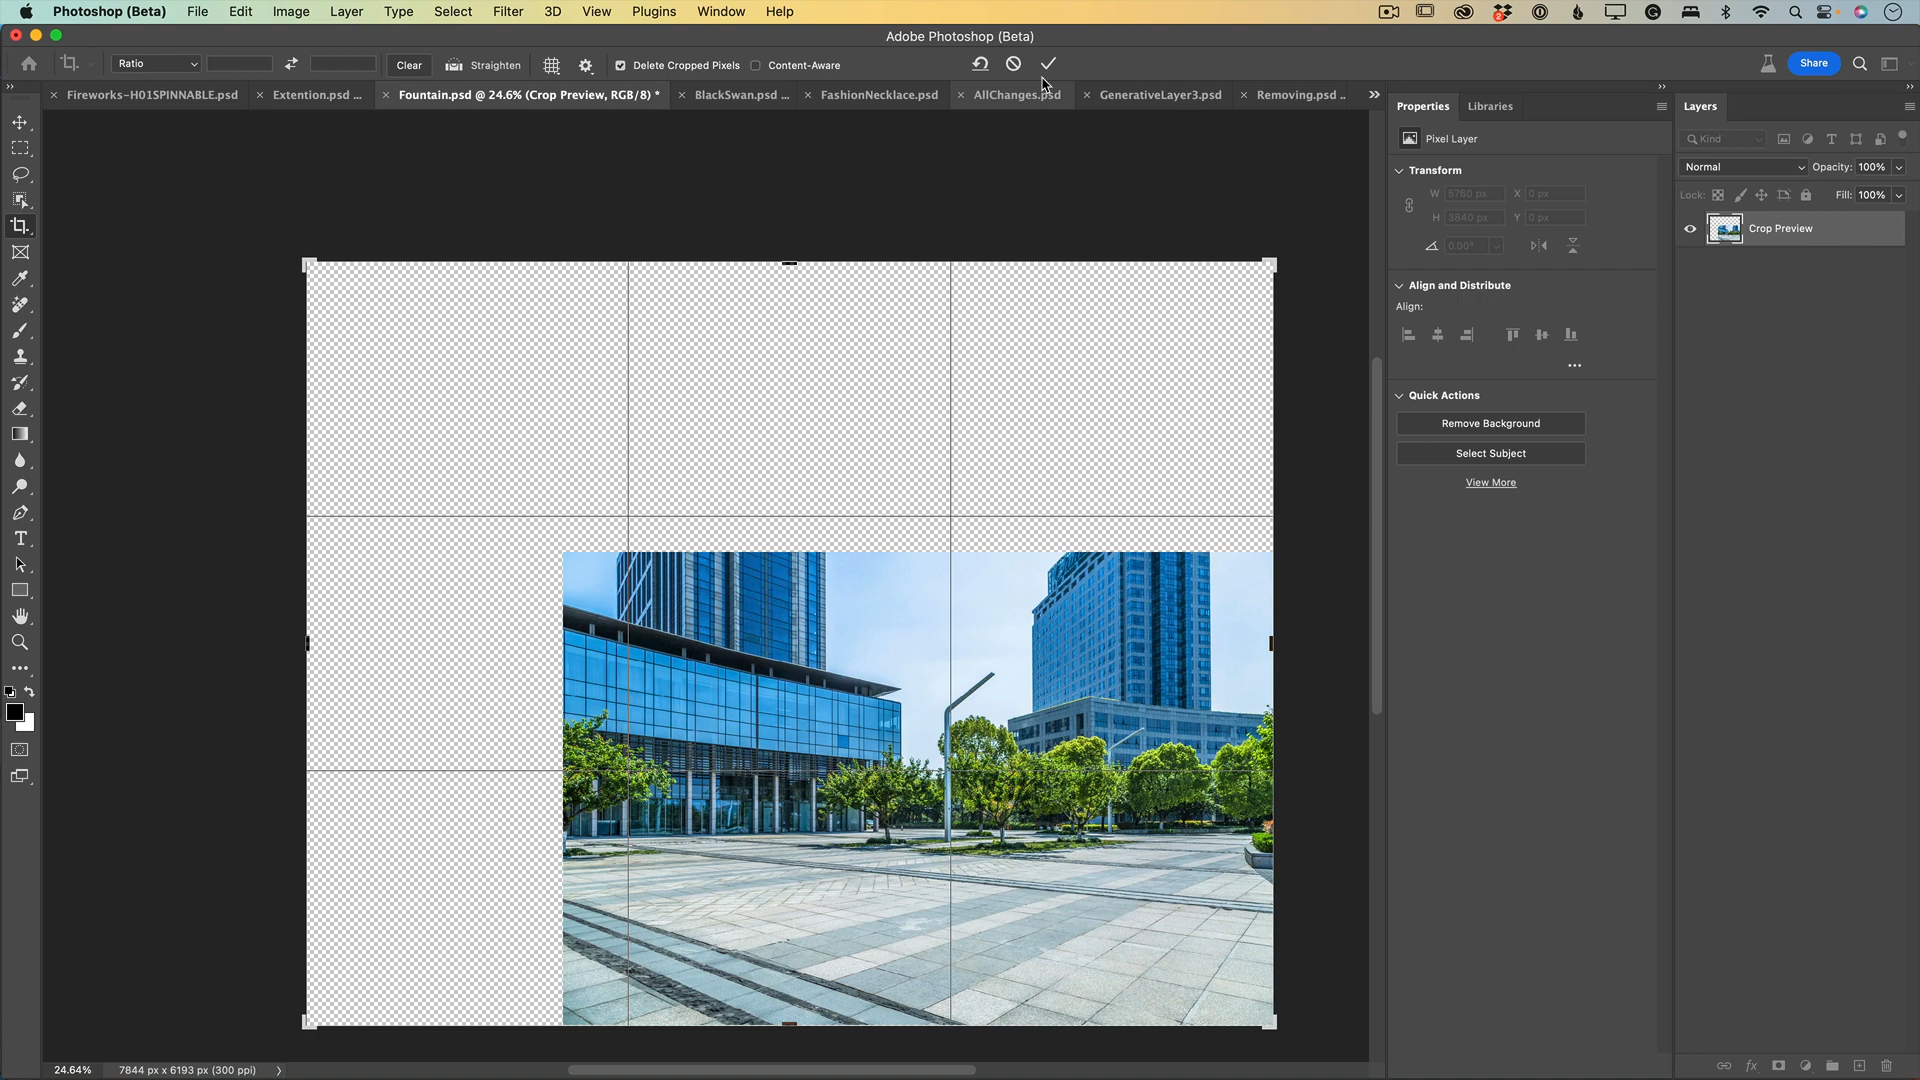 Photoshop (Beta) File Edit Image Layer Type Select Filter 3D View Plugins Window Help
Adobe Photoshop (Beta)
Ratio Clear Straighten Delete Cropped Pixels Content-Aware Share
Fireworks-H01SPINNABLE.psd Extention.psd ... Fountain.psd @ 24.6% (Crop Preview, RGB/8) * BlackSwan.psd ... FashionNecklace.psd AllChanges.psd GenerativeLayer3.psd Removing.psd ..
Properties Libraries
Pixel Layer
Transform
W 5760 px X 0 px
H 3840 px Y 0 px
0.00°
Align and Distribute
Align:
Quick Actions
Remove Background
Select Subject
View More
Layers
Kind
Normal Opacity: 100%
Lock: Fill: 100%
Crop Preview
24.64% 7844 px x 6193 px (300 ppi)